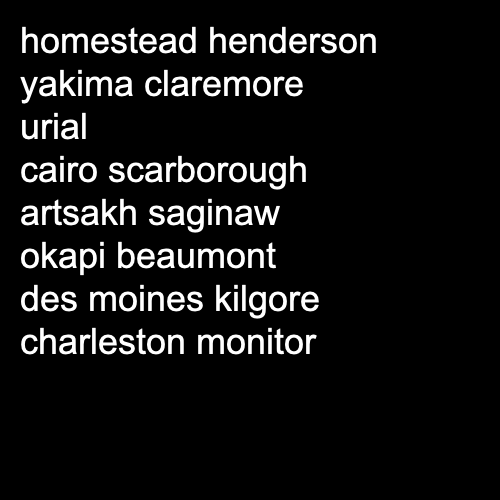 homestead henderson
yakima claremore
urial
cairo scarborough
artsakh saginaw
okapi beaumont
des moines kilgore
charleston monitor